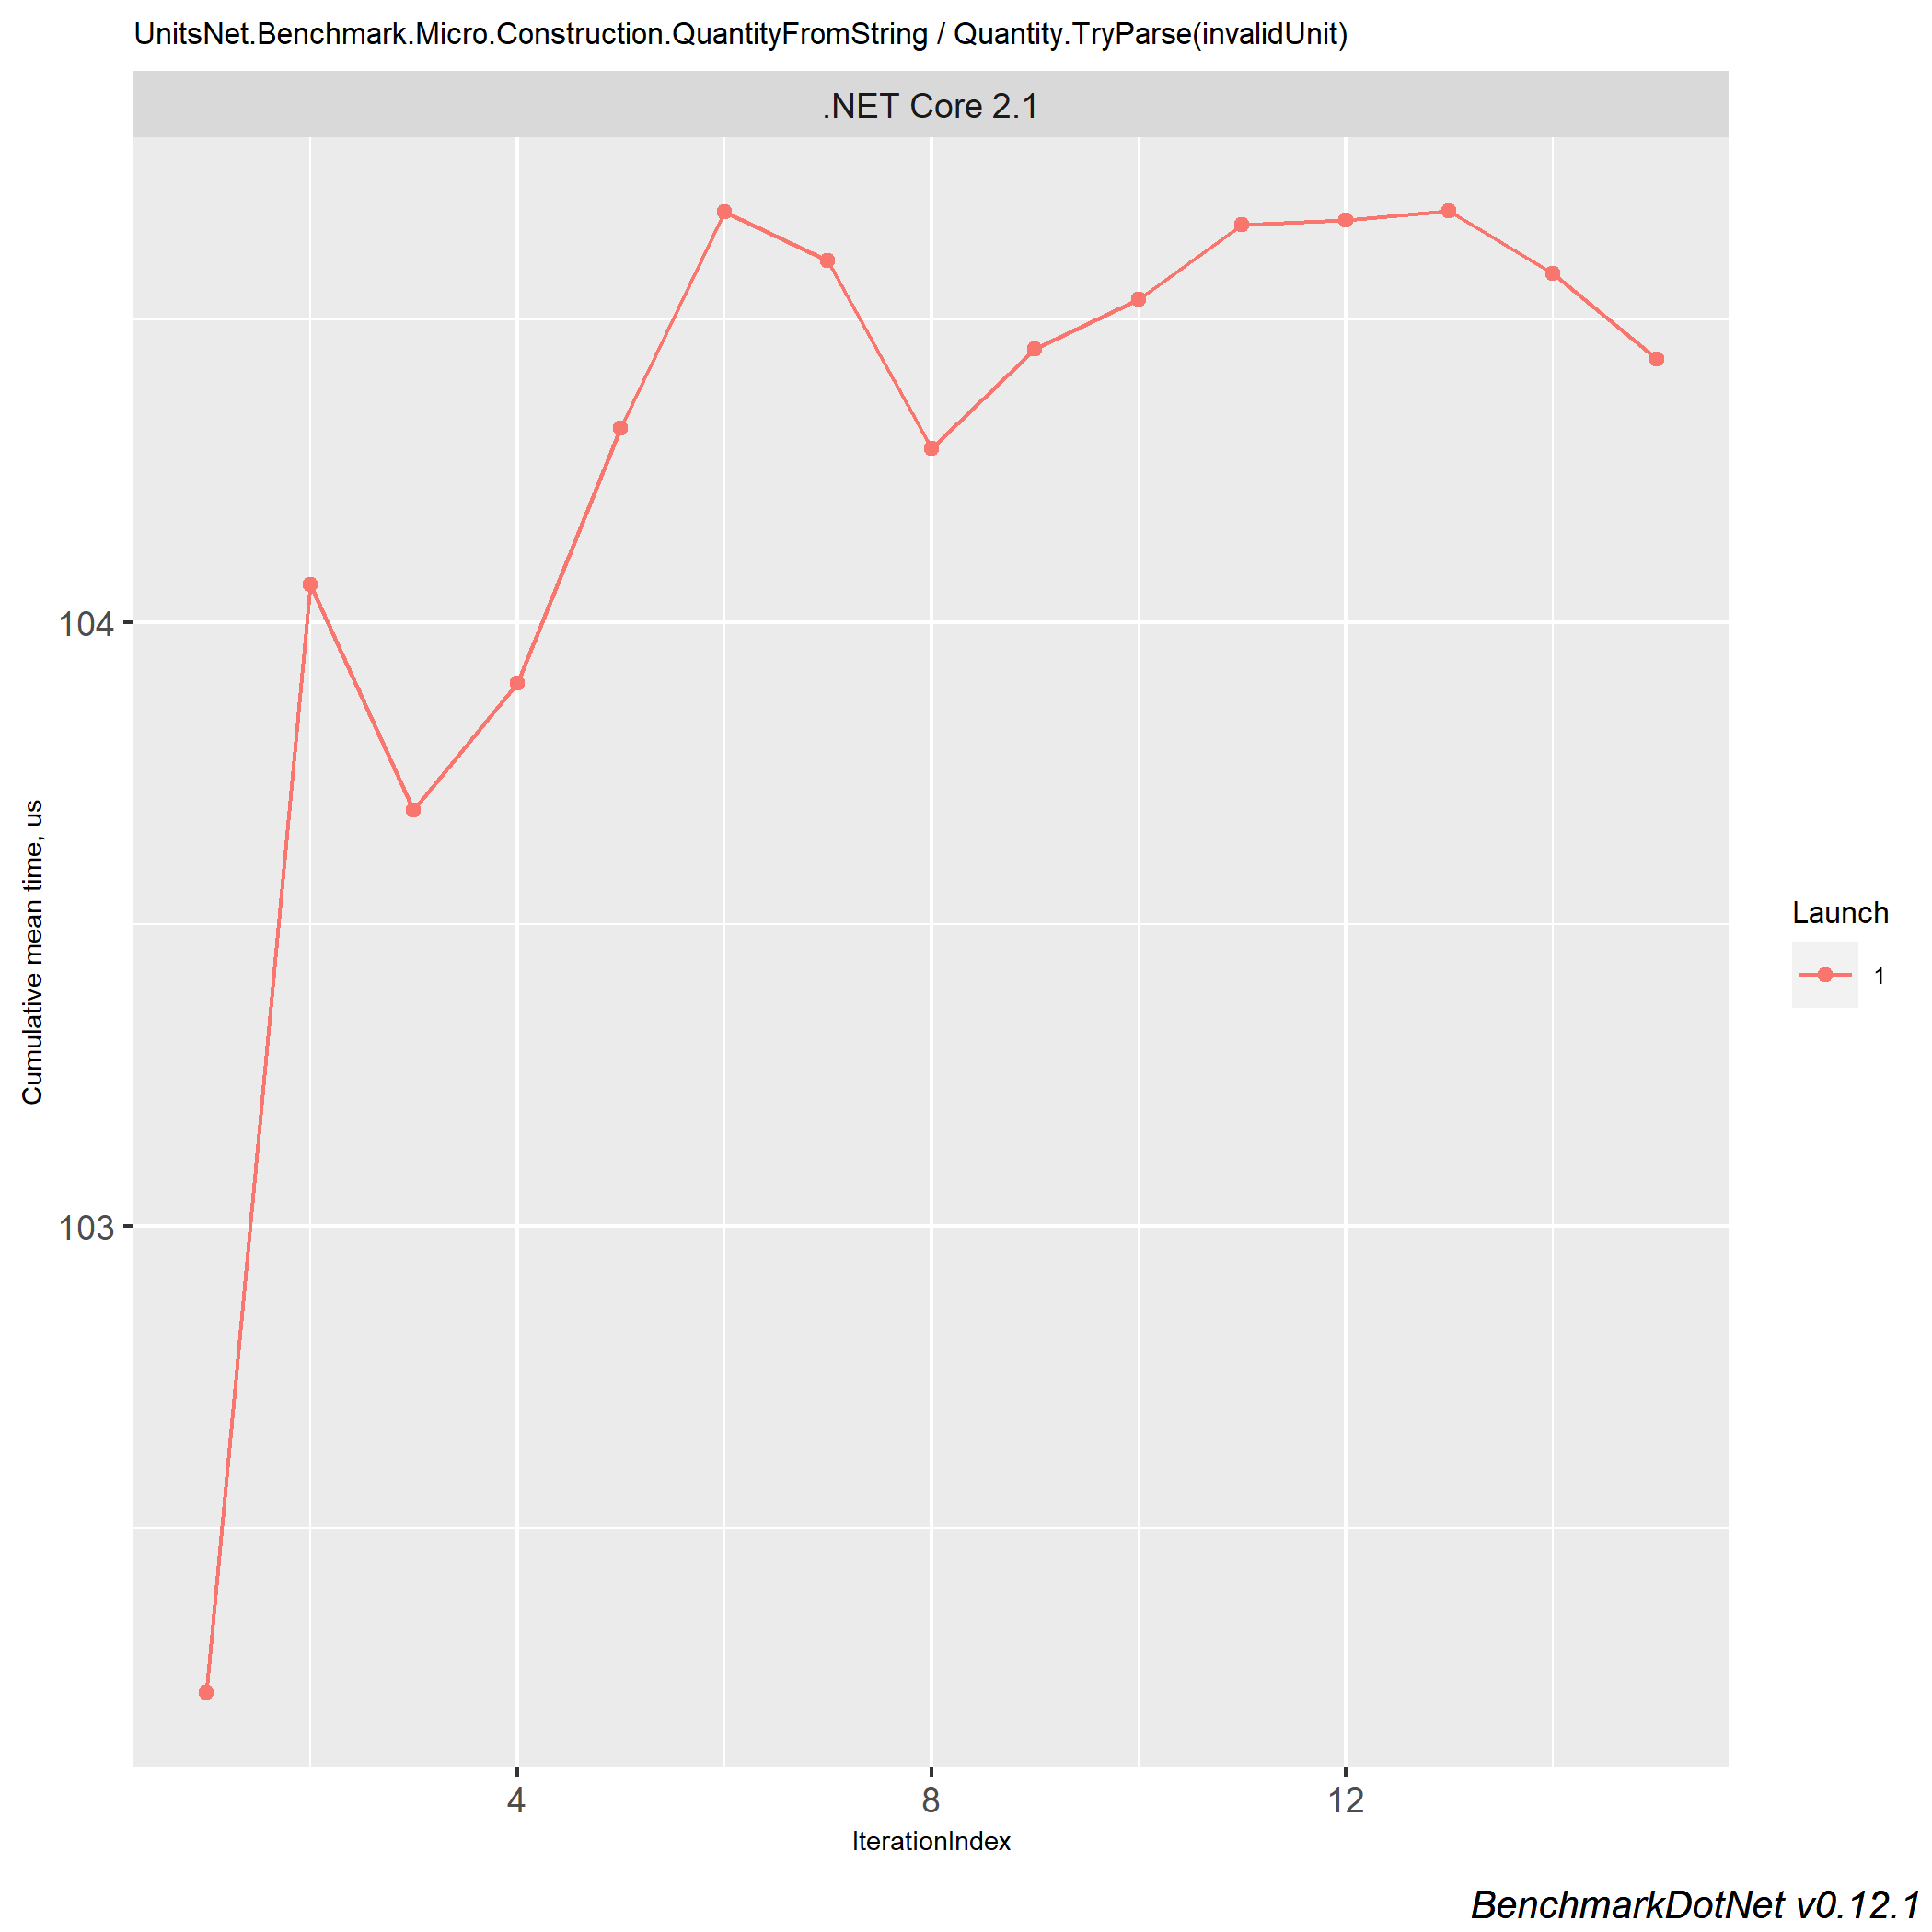 UnitsNet.Benchmark.Micro.Construction.QuantityFromString / Quantity.TryParse(invalidUnit)
.NET Core 2.1
104
103
Cumulative mean time, us
4 8 12
IterationIndex
Launch
1
BenchmarkDotNet v0.12.1